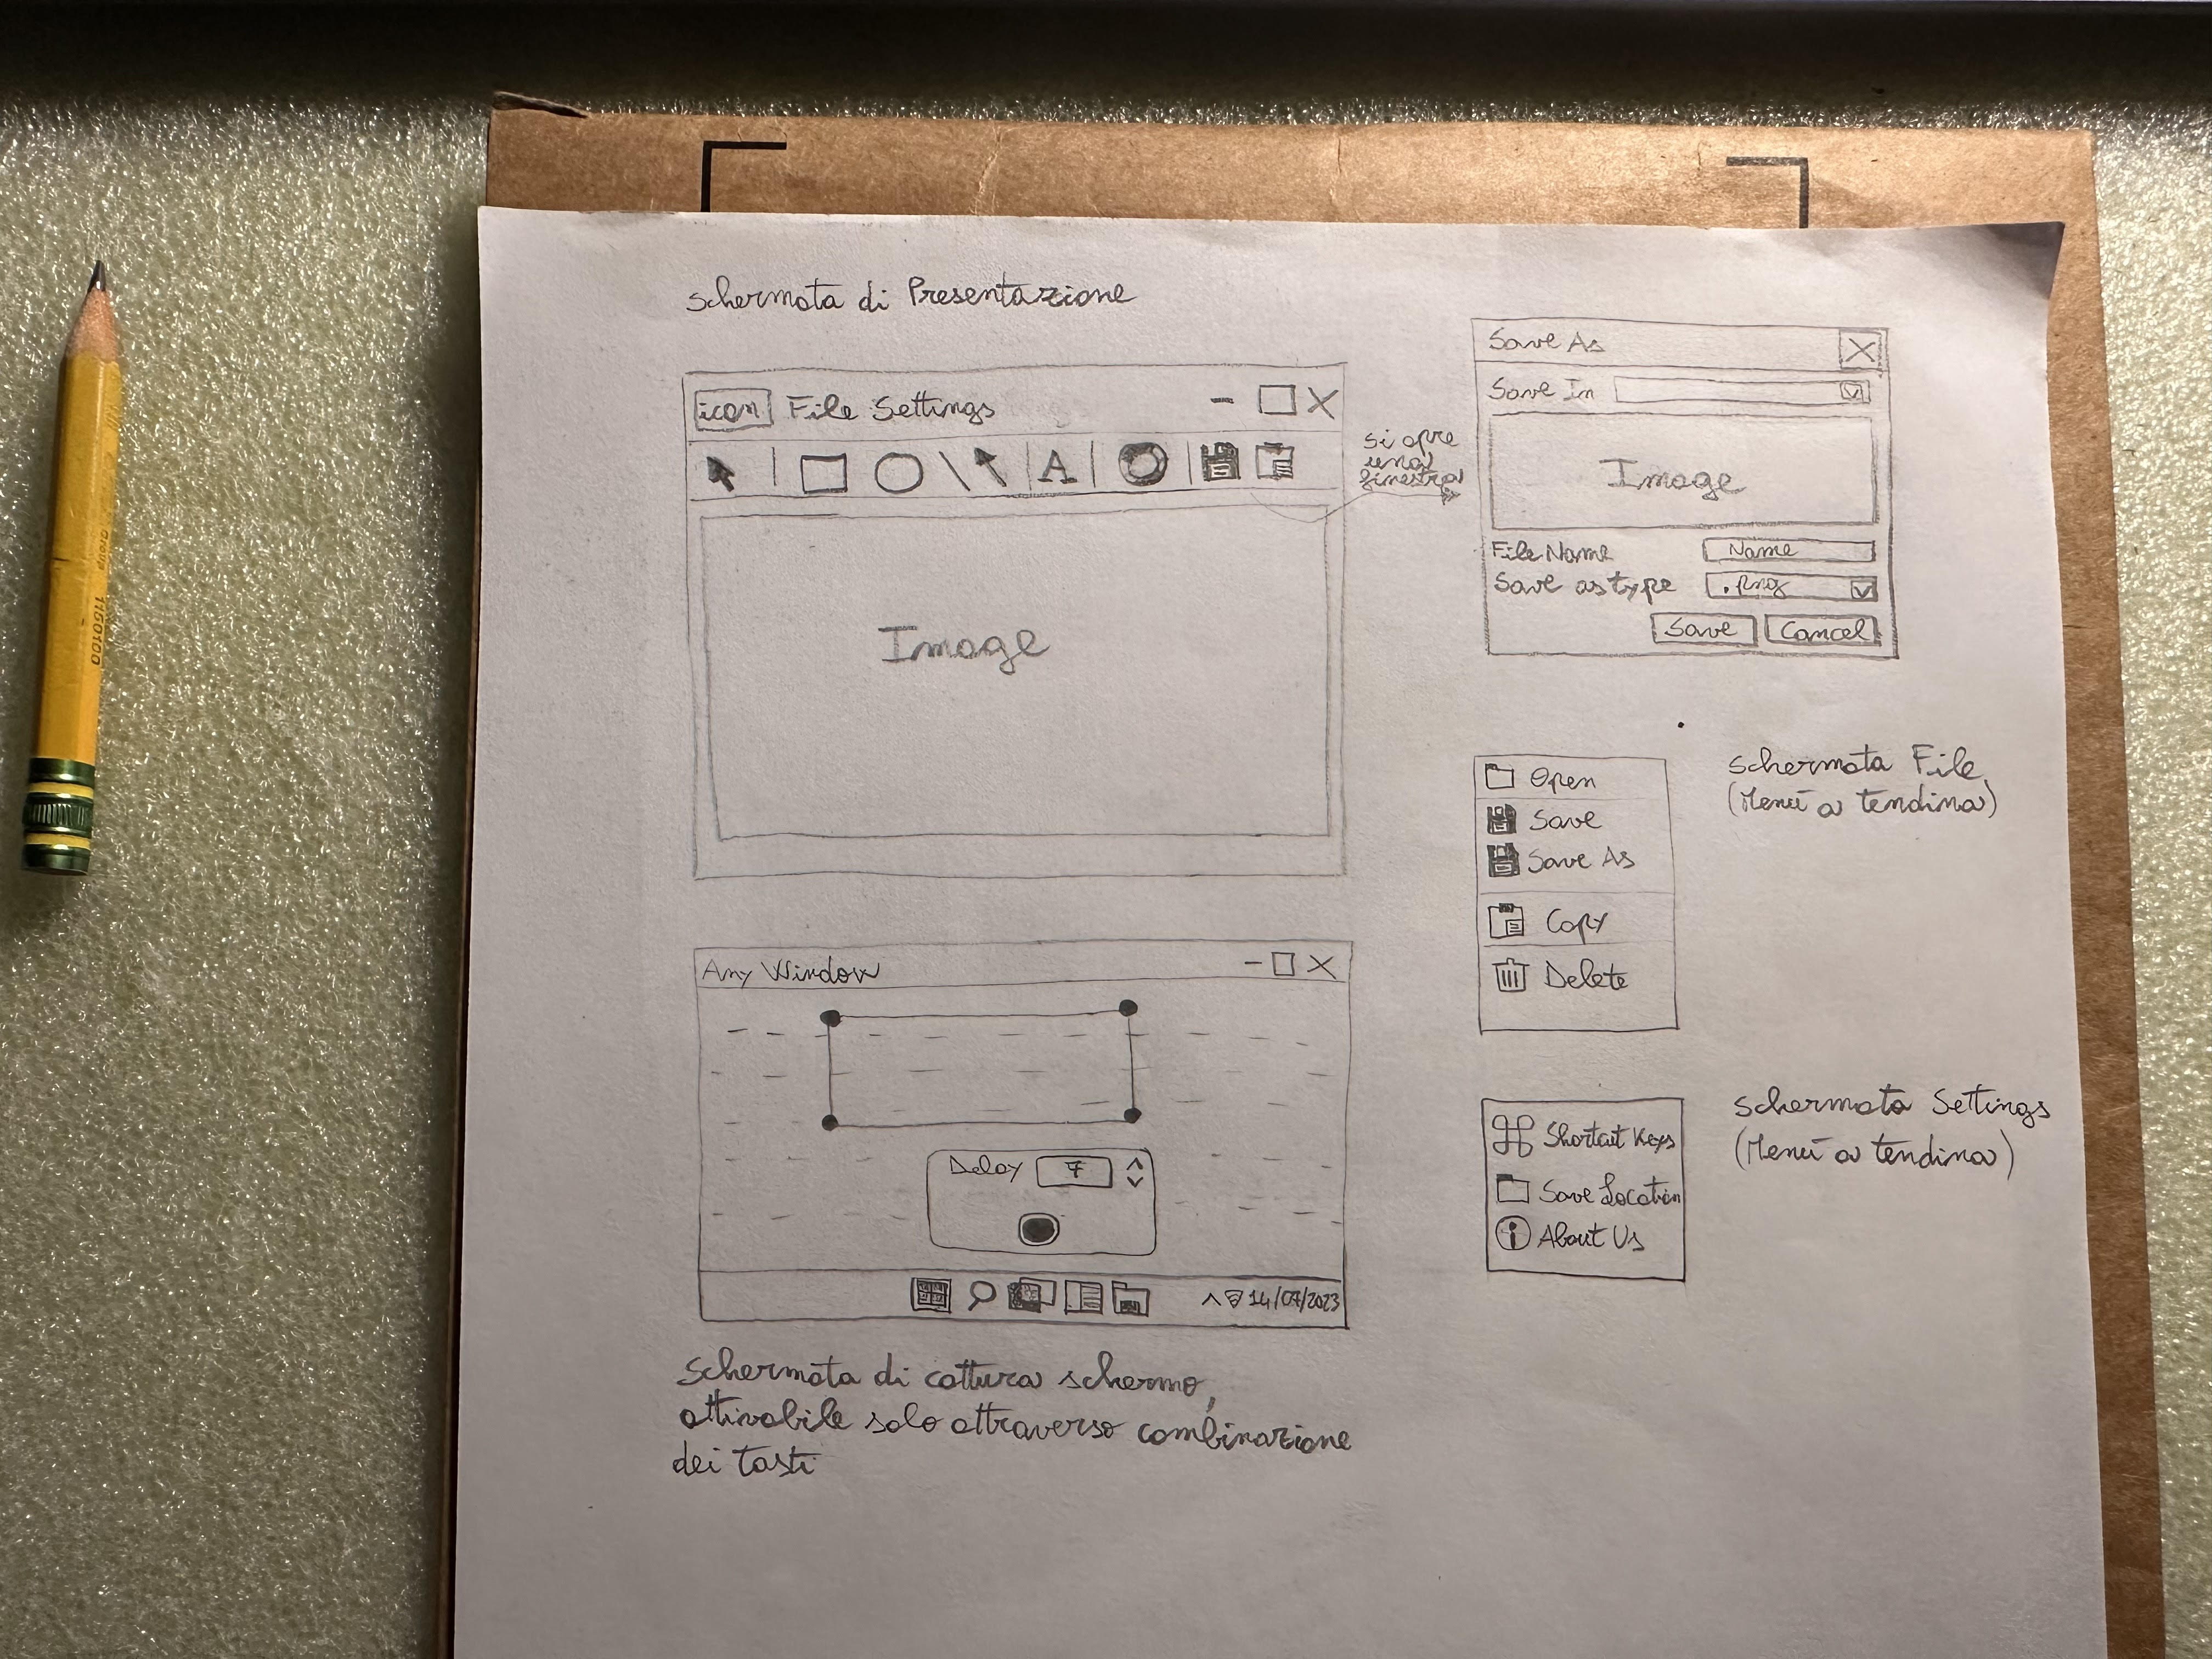 schermata di Presentazione
icon File Settings
A
Image
si apre
una
finestra
Save As
Save In
Image
File Name Name
Save as type .png
Save Cancel
Open
Save
Save As
Copy
Delete
schermata File
(Menù a tendina)
Any Window
Delay 7
14/07/2023
schermata di cattura schermo,
attivabile solo attraverso combinazione
dei tasti
Shortcut Keys
Save Location
About Us
schermata Settings
(Menù a tendina)